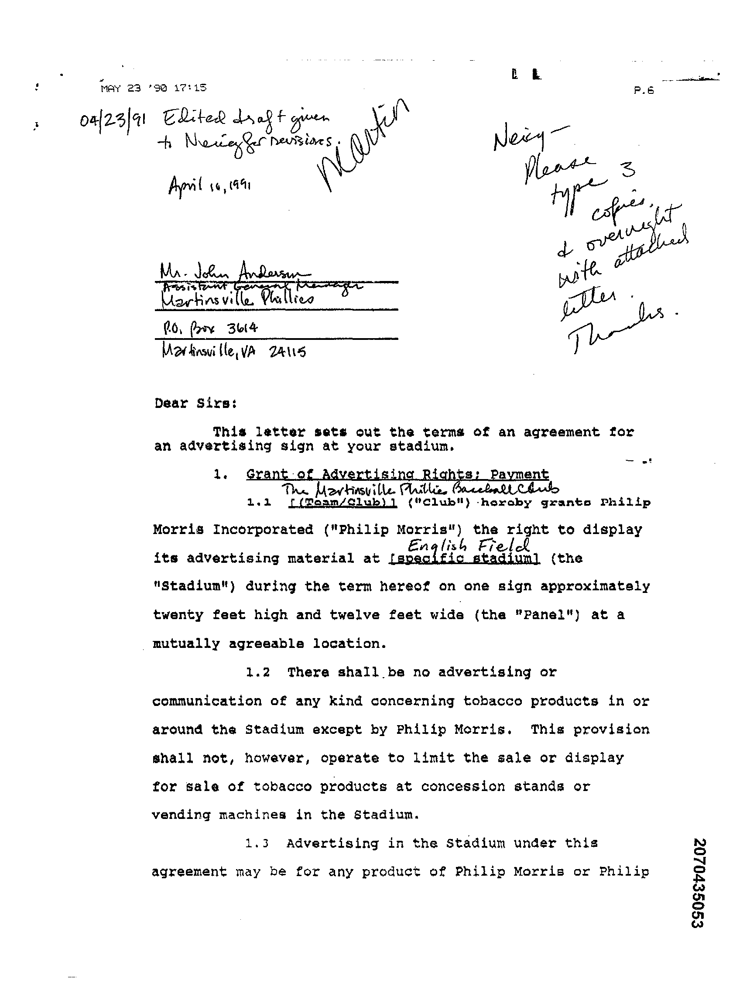 MAY 23 '90 17:15
P.6
04/23/91 Edited draft given
to Neicy for revisions.
Martin
April 16, 1991
Neicy—
Please
type 3
copies,
& overnight
with attached
letter.
Thanks.
Mr. John Anderson
Assistant General Manager
Martinsville Phillies
P.O. Box 3614
Martinsville, VA 24115
Dear Sirs:
This letter sets out the terms of an agreement for
an advertising sign at your stadium.
1. Grant of Advertising Rights; Payment
The Martinsville Phillies Baseball Club
1.1 [(Team/Club)] ("Club") hereby grants Philip
Morris Incorporated ("Philip Morris") the right to display
English Field
its advertising material at [specific stadium] (the
"Stadium") during the term hereof on one sign approximately
twenty feet high and twelve feet wide (the "Panel") at a
mutually agreeable location.
1.2 There shall be no advertising or
communication of any kind concerning tobacco products in or
around the Stadium except by Philip Morris. This provision
shall not, however, operate to limit the sale or display
for sale of tobacco products at concession stands or
vending machines in the Stadium.
1.3 Advertising in the Stadium under this
agreement may be for any product of Philip Morris or Philip
2070435053